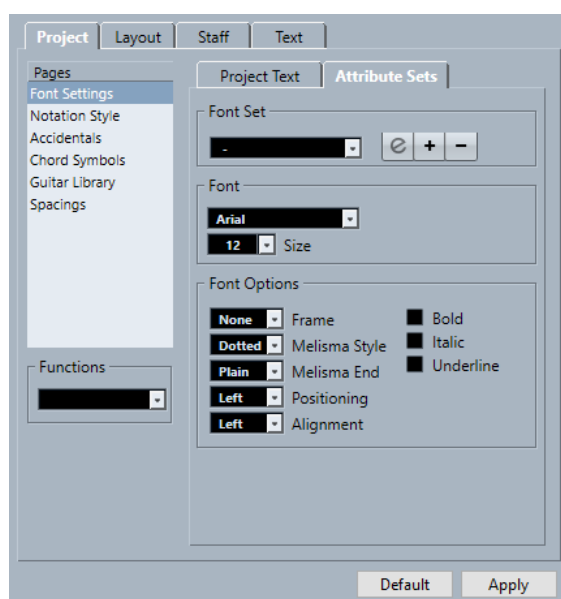 Project Layout Staff Text
Pages
Font Settings
Notation Style
Accidentals
Chord Symbols
Guitar Library
Spacings
Functions
Project Text Attribute Sets
Font Set
- e + −
Font
Arial
12 Size
Font Options
None Frame Bold
Dotted Melisma Style Italic
Plain Melisma End Underline
Left Positioning
Left Alignment
Default Apply